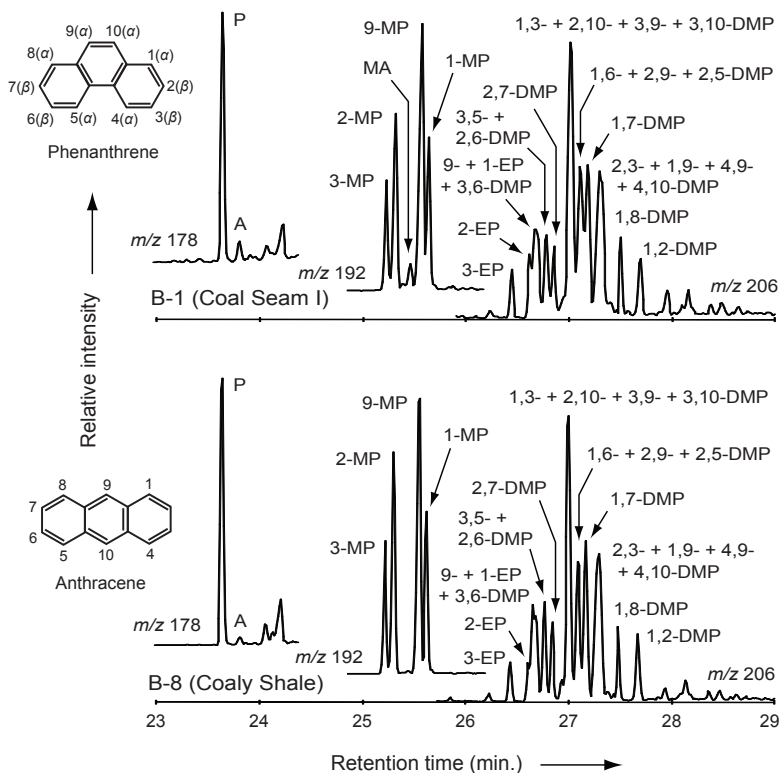 9(α) 10(α)
8(α) 1(α)
7(β) 2(β)
6(β) 3(β)
5(α) 4(α)
Phenanthrene
Relative intensity
8 9 1
7
6
5 10 4
Anthracene
P
A
m/z 178
9-MP
MA
1-MP
2-MP
3-MP
m/z 192
1,3- + 2,10- + 3,9- + 3,10-DMP
1,6- + 2,9- + 2,5-DMP
2,7-DMP
1,7-DMP
3,5- +
2,6-DMP
2,3- + 1,9- + 4,9-
+ 4,10-DMP
9- + 1-EP
+ 3,6-DMP
1,8-DMP
2-EP
1,2-DMP
3-EP
m/z 206
B-1 (Coal Seam I)
23 24 25 26 27 28 29
P
A
m/z 178
9-MP
1-MP
2-MP
3-MP
m/z 192
1,3- + 2,10- + 3,9- + 3,10-DMP
1,6- + 2,9- + 2,5-DMP
2,7-DMP
1,7-DMP
3,5- +
2,6-DMP
2,3- + 1,9- + 4,9-
+ 4,10-DMP
9- + 1-EP
+ 3,6-DMP
1,8-DMP
2-EP
1,2-DMP
3-EP
m/z 206
B-8 (Coaly Shale)
23 24 25 26 27 28 29
Retention time (min.)